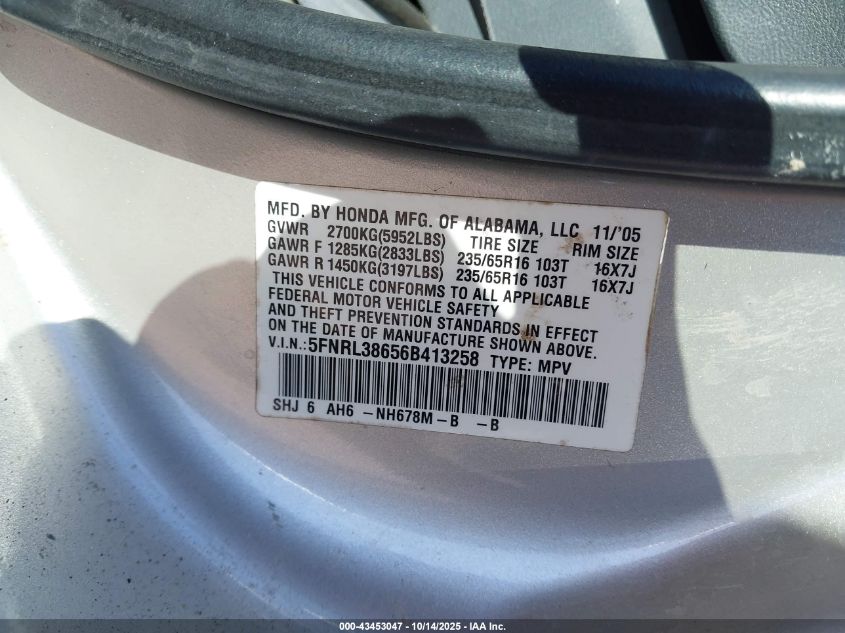 MFD. BY HONDA MFG. OF ALABAMA, LLC 11/'05
GVWR 2700KG(5952LBS) TIRE SIZE RIM SIZE
GAWR F 1285KG(2833LBS) 235/65R16 103T 16X7J
GAWR R 1450KG(3197LBS) 235/65R16 103T 16X7J
THIS VEHICLE CONFORMS TO ALL APPLICABLE
FEDERAL MOTOR VEHICLE SAFETY
AND THEFT PREVENTION STANDARDS IN EFFECT
ON THE DATE OF MANUFACTURE SHOWN ABOVE.
V.I.N.:5FNRL38656B413258 TYPE: MPV
SHJ 6 AH6 -NH678M-B -B
000-43453047 - 10/14/2025 - IAA Inc.